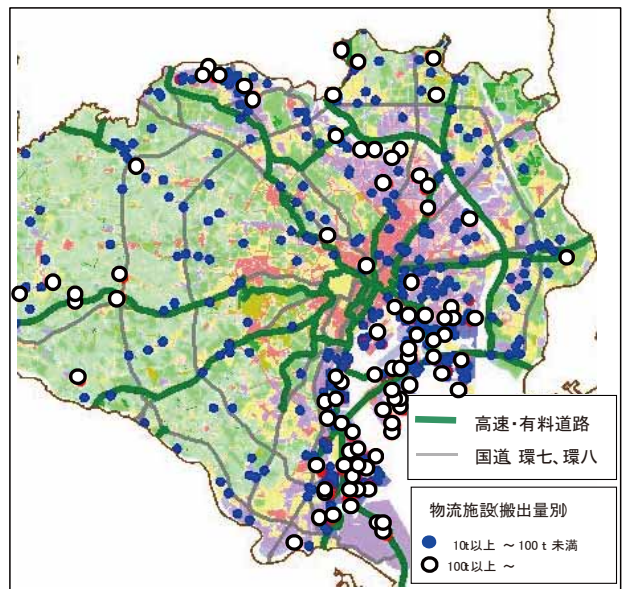 高速・有料道路
国道、環七、環八
物流施設(搬出量別)
10t以上 ～ 100 t 未満
100t以上 ～